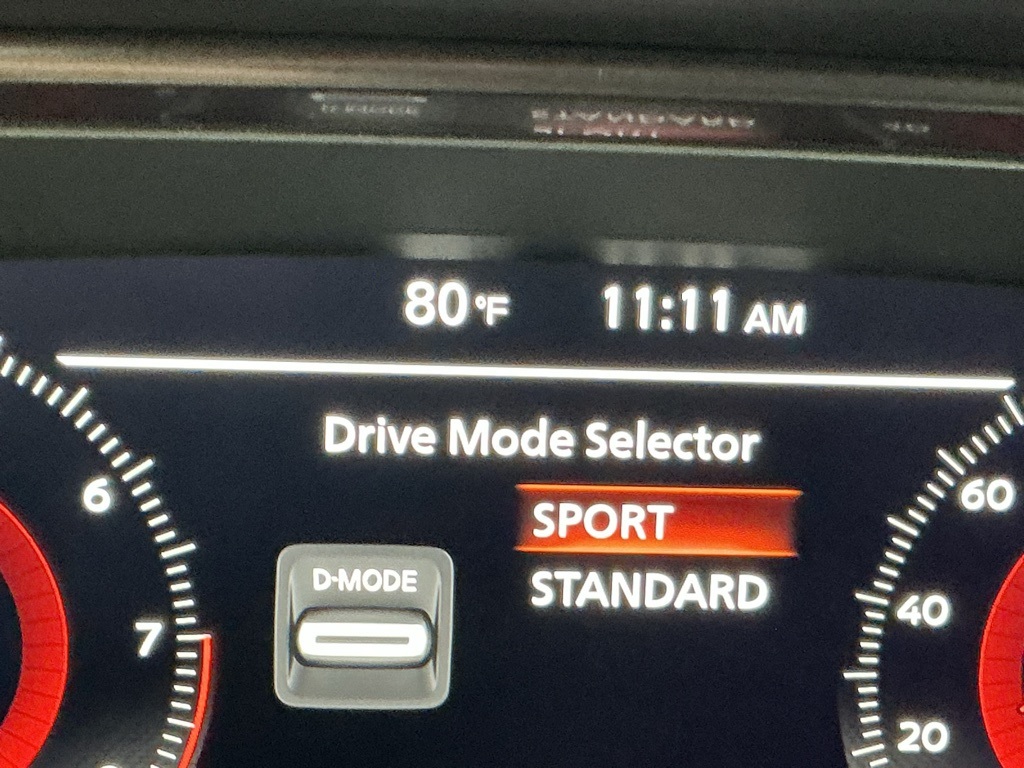 80 °F 11:11 AM
Drive Mode Selector
SPORT
D-MODE
STANDARD
6
7
60
40
20